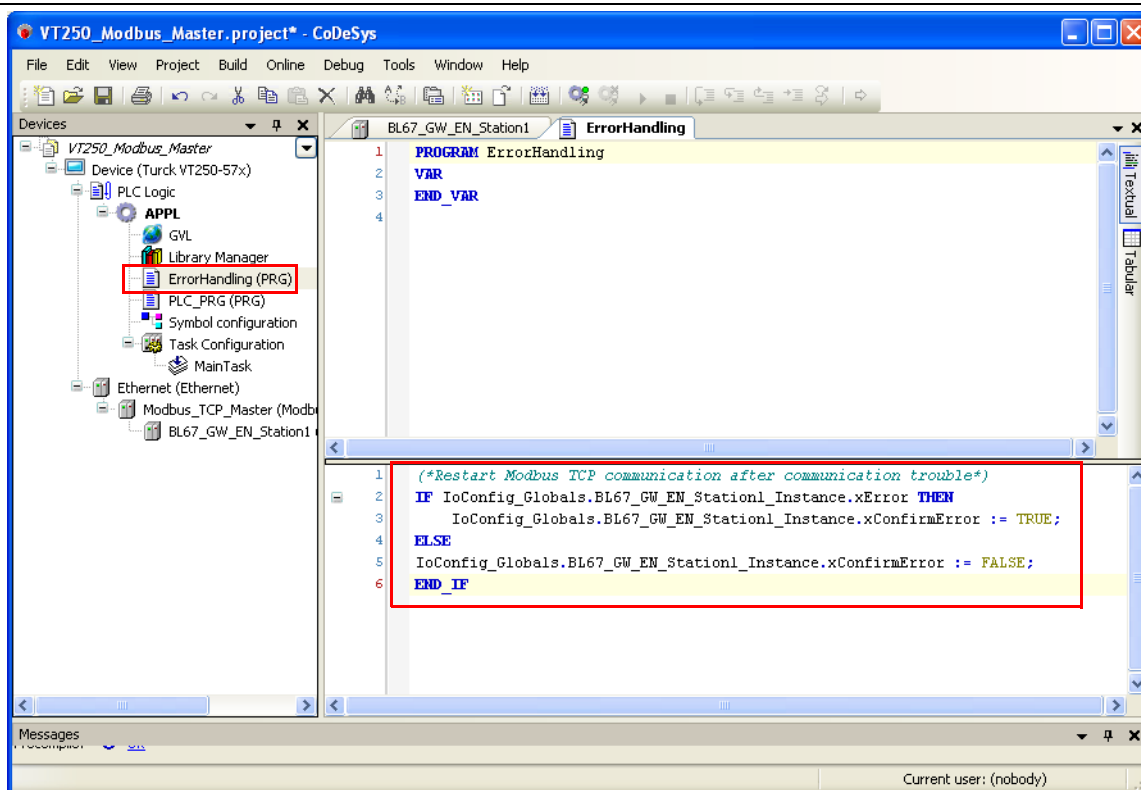 VT250_Modbus_Master.project* - CoDeSys
File Edit View Project Build Online Debug Tools Window Help
Devices
VT250_Modbus_Master
Device (Turck VT250-57x)
PLC Logic
APPL
GVL
Library Manager
ErrorHandling (PRG)
PLC_PRG (PRG)
Symbol configuration
Task Configuration
MainTask
Ethernet (Ethernet)
Modbus_TCP_Master (Modb
BL67_GW_EN_Station1
BL67_GW_EN_Station1 ErrorHandling
1 PROGRAM ErrorHandling
2 VAR
3 END_VAR
4
Textual
Tabular
1 (*Restart Modbus TCP communication after communication trouble*)
2 IF IoConfig_Globals.BL67_GW_EN_Station1_Instance.xError THEN
3 IoConfig_Globals.BL67_GW_EN_Station1_Instance.xConfirmError := TRUE;
4 ELSE
5 IoConfig_Globals.BL67_GW_EN_Station1_Instance.xConfirmError := FALSE;
6 END_IF
Messages
Current user: (nobody)